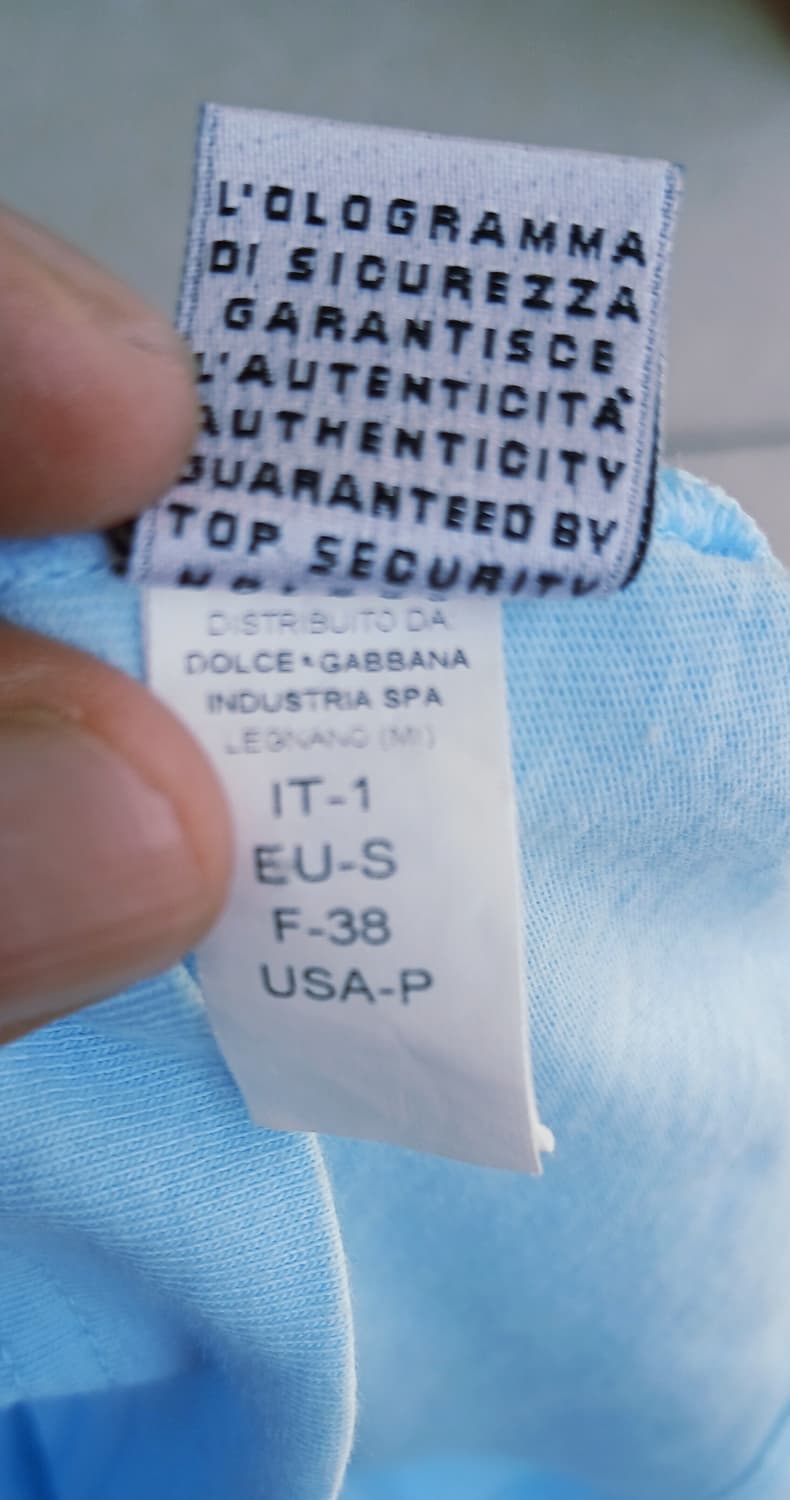 L'OLOGRAMMA
DI SICUREZZA
GARANTISCE
L'AUTENTICITÀ
AUTHENTICITY
GUARANTEED BY
TOP SECURITY
DISTRIBUITO DA:
DOLCE & GABBANA
INDUSTRIA SPA
LEGNANO (MI)
IT-1
EU-S
F-38
USA-P